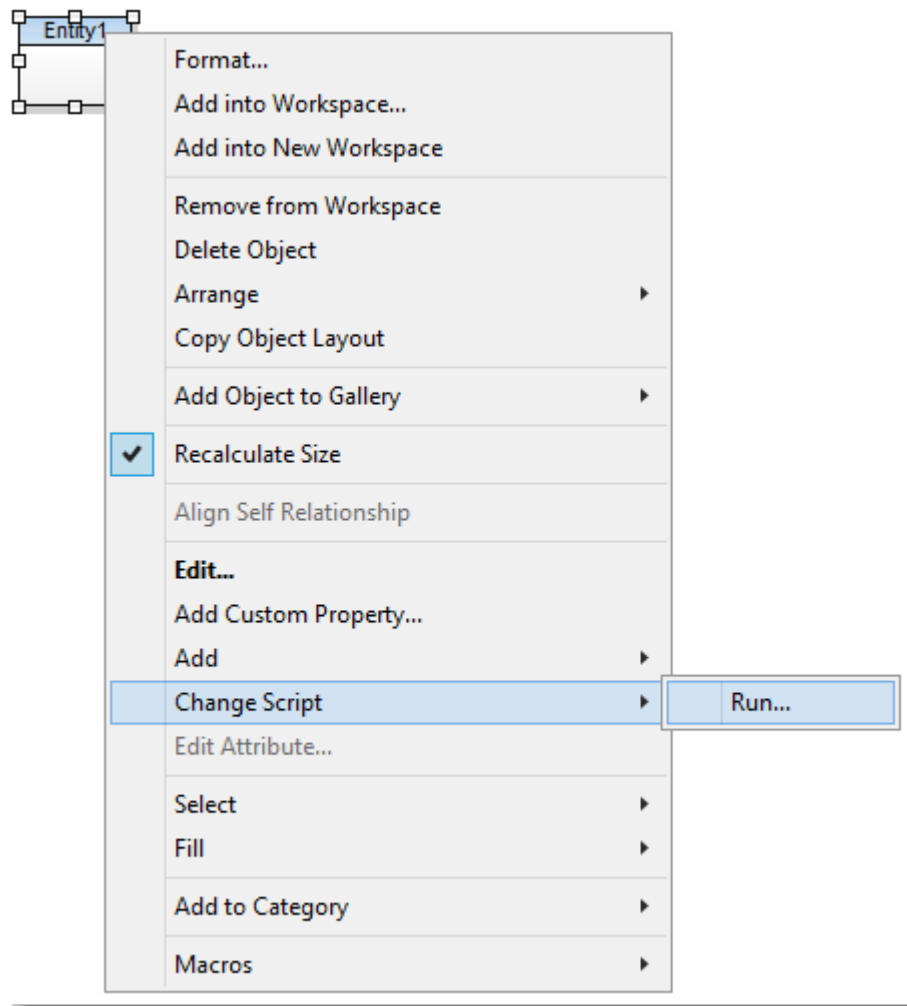 Entity1
Format...
Add into Workspace...
Add into New Workspace
Remove from Workspace
Delete Object
Arrange
Copy Object Layout
Add Object to Gallery
Recalculate Size
Align Self Relationship
Edit...
Add Custom Property...
Add
Change Script
Run...
Edit Attribute...
Select
Fill
Add to Category
Macros